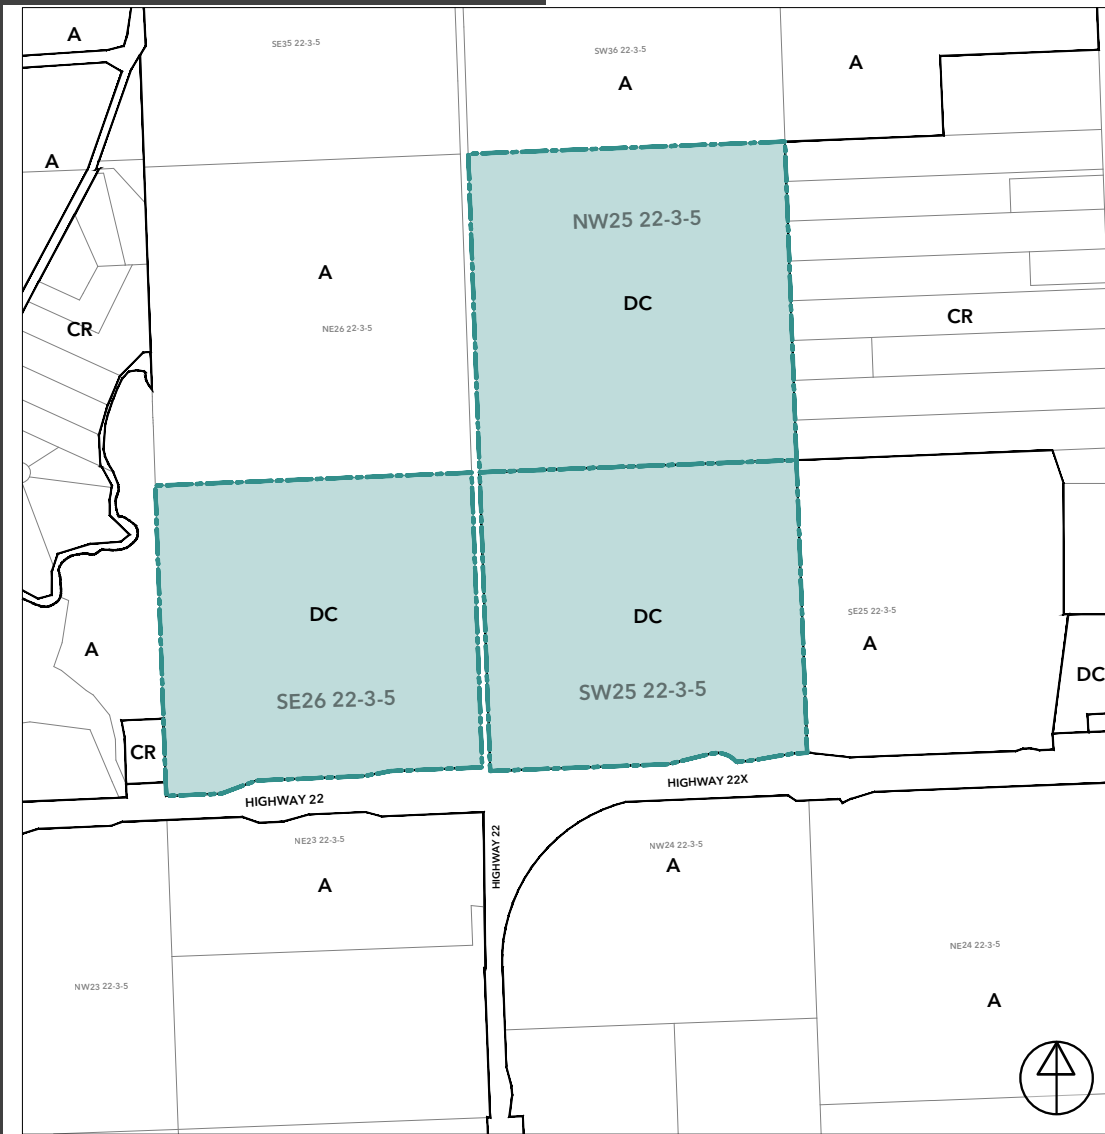 A
SE35 22-3-5
SW36 22-3-5
A
A
A
NW25 22-3-5
A
DC
NE26 22-3-5
CR
CR
DC
DC
SE25 22-3-5
A
A
DC
SE26 22-3-5
SW25 22-3-5
CR
HIGHWAY 22
HIGHWAY 22X
HIGHWAY 22
NE23 22-3-5
A
NW24 22-3-5
A
NE24 22-3-5
NW23 22-3-5
A